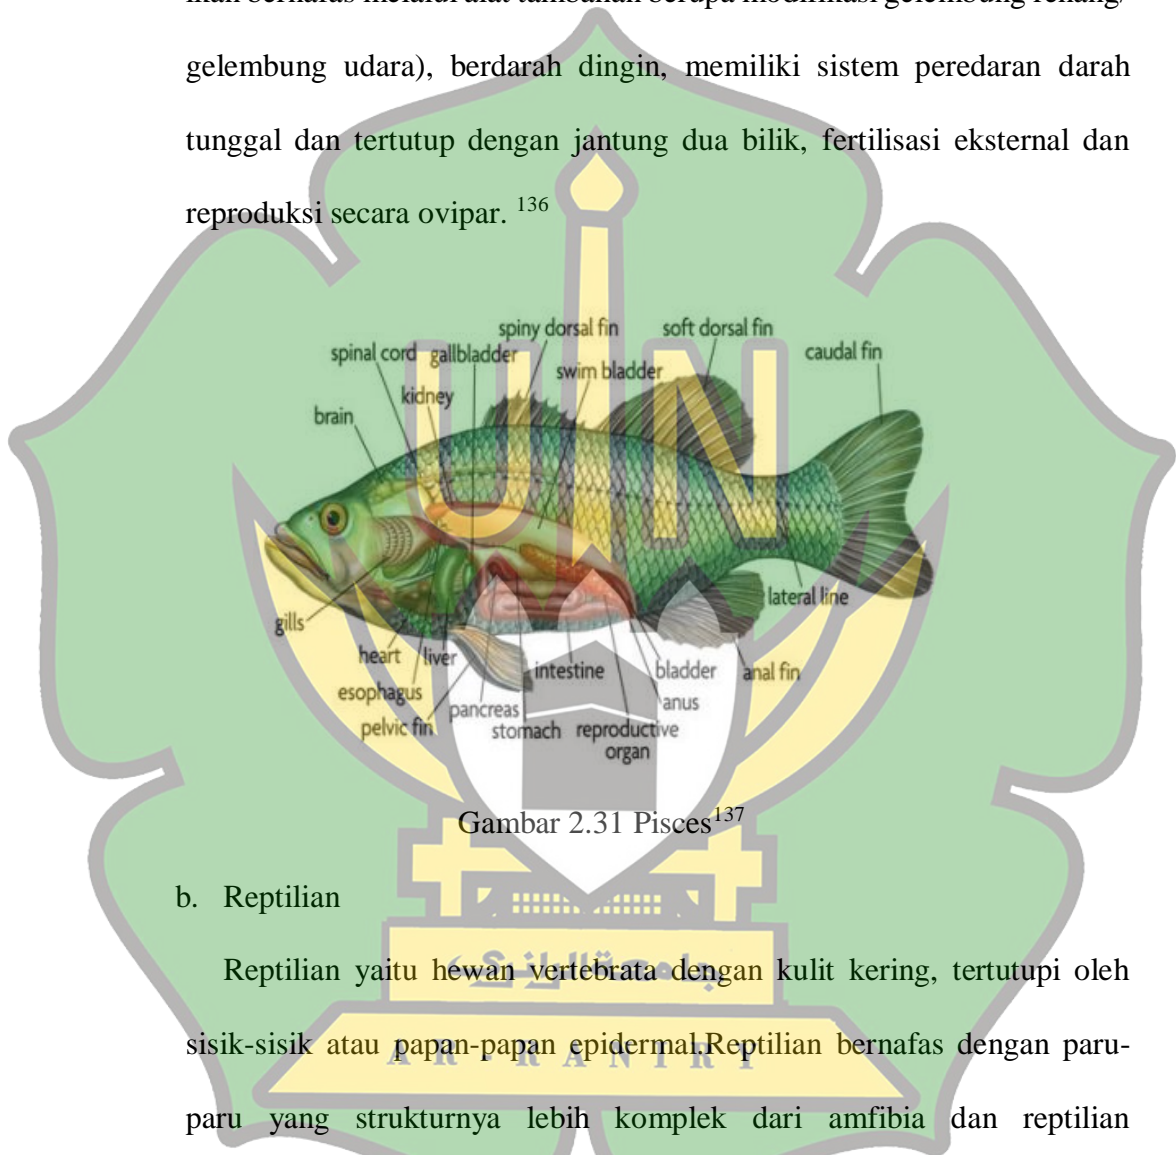 ikan bernafas melalui alat tambahan berupa modifikasi gelembung renang/
gelembung udara), berdarah dingin, memiliki sistem peredaran darah
tunggal dan tertutup dengan jantung dua bilik, fertilisasi eksternal dan
reproduksi secara ovipar. 136
spiny dorsal fin
soft dorsal fin
caudal fin
spinal cord
gallbladder
swim bladder
kidney
brain
UIN
lateral line
gills
heart
liver
intestine
bladder
anal fin
esophagus
pancreas
anus
pelvic fin
stomach
reproductive
organ
Gambar 2.31 Pisces137
b. Reptilian
جامعة الرانري
Reptilian yaitu hewan vertebrata dengan kulit kering, tertutupi oleh
sisik-sisik atau papan-papan epidermal.Reptilian bernafas dengan paru-
AR-RANIRY
paru yang strukturnya lebih komplek dari amfibia dan reptilian